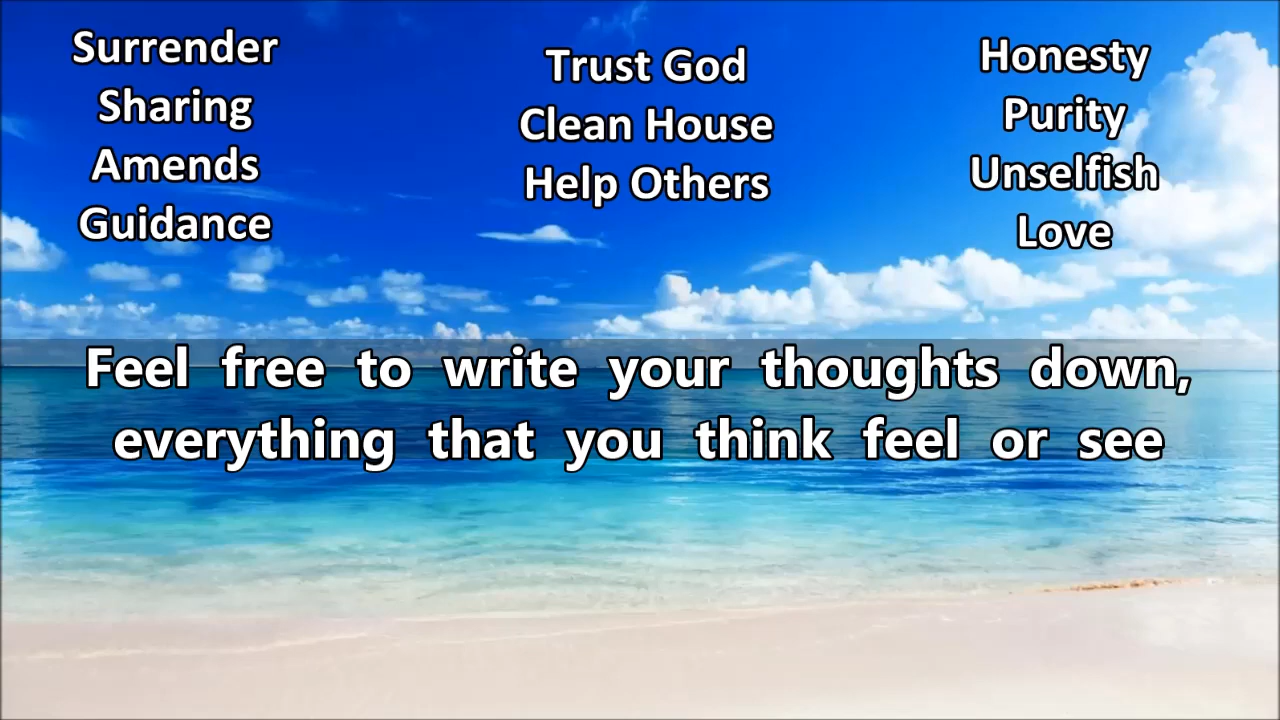 Surrender
Sharing
Amends
Guidance
Trust God
Clean House
Help Others
Honesty
Purity
Unselfish
Love
Feel free to write your thoughts down,
everything that you think feel or see